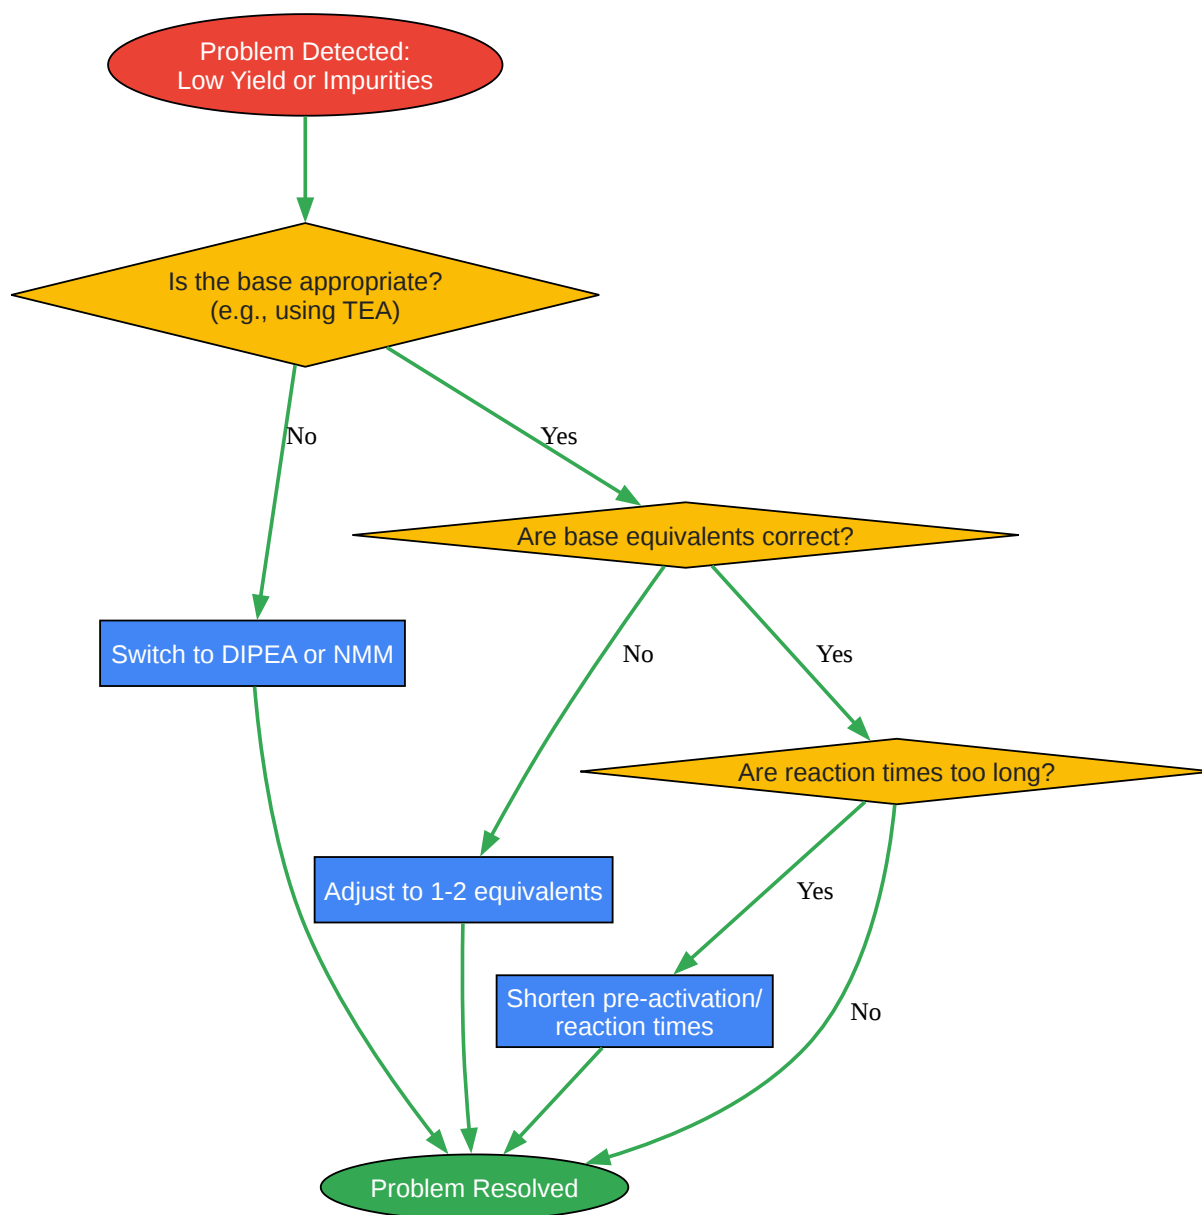 Problem Detected:
Low Yield or Impurities
Is the base appropriate?
(e.g., using TEA)
No
Yes
Are base equivalents correct?
Switch to DIPEA or NMM
No
Yes
Are reaction times too long?
Adjust to 1-2 equivalents
Yes
Shorten pre-activation/
reaction times
No
Problem Resolved